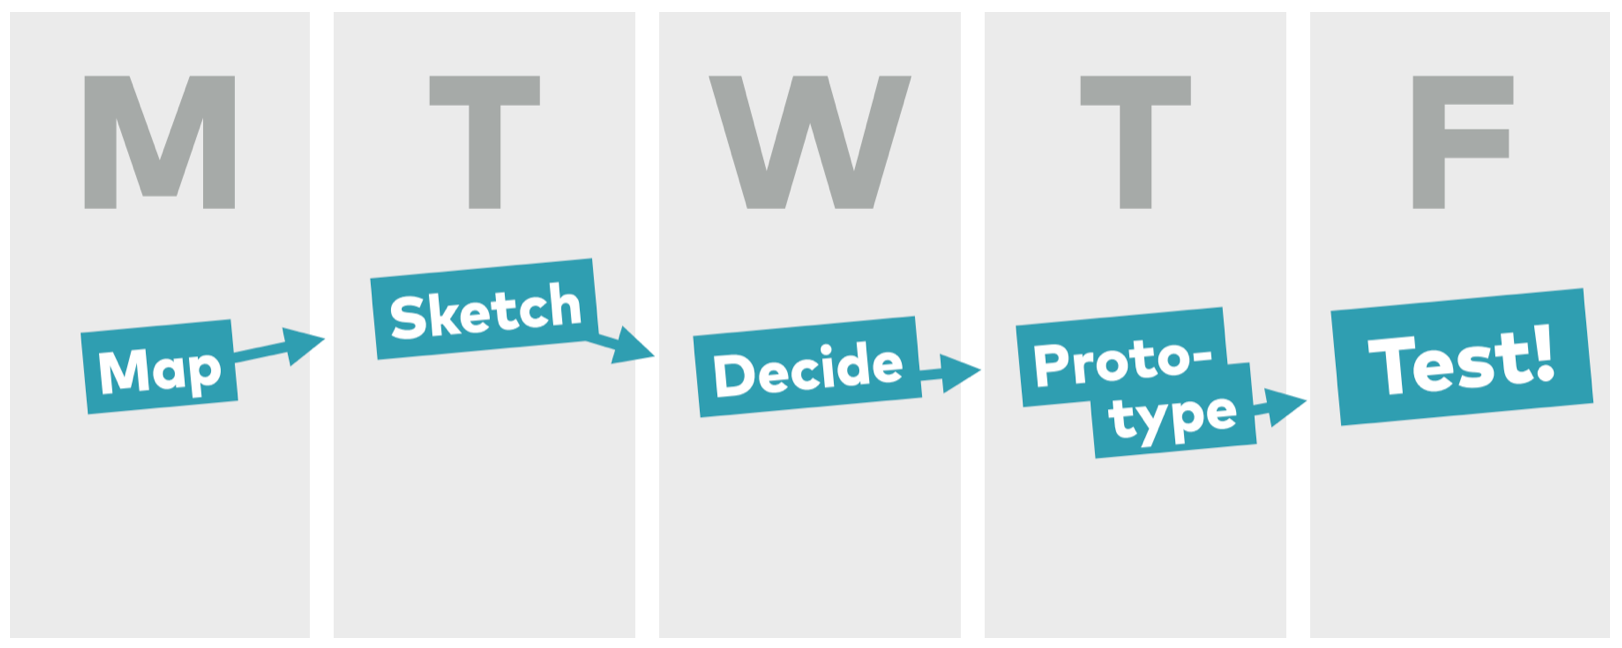 M
T
W
T
F
Map
Sketch
Decide
Proto-
type
Test!